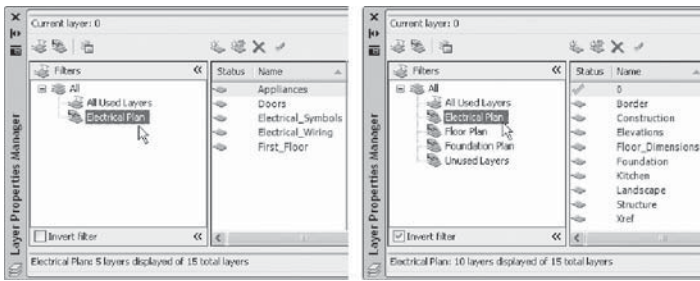 Current layer: 0
Filters
All
All Used Layers
Electrical Plan
Status Name
Appliances
Doors
Electrical_Symbols
Electrical_Wiring
First_Floor
Invert filter
Electrical Plan: 5 layers displayed of 15 total layers
Layer Properties Manager
Current layer: 0
Filters
All
All Used Layers
Electrical Plan
Floor Plan
Foundation Plan
Unused Layers
Status Name
0
Border
Construction
Elevations
Floor_Dimensions
Foundation
Kitchen
Landscape
Structure
Xref
Invert filter
Electrical Plan: 10 layers displayed of 15 total layers
Layer Properties Manager